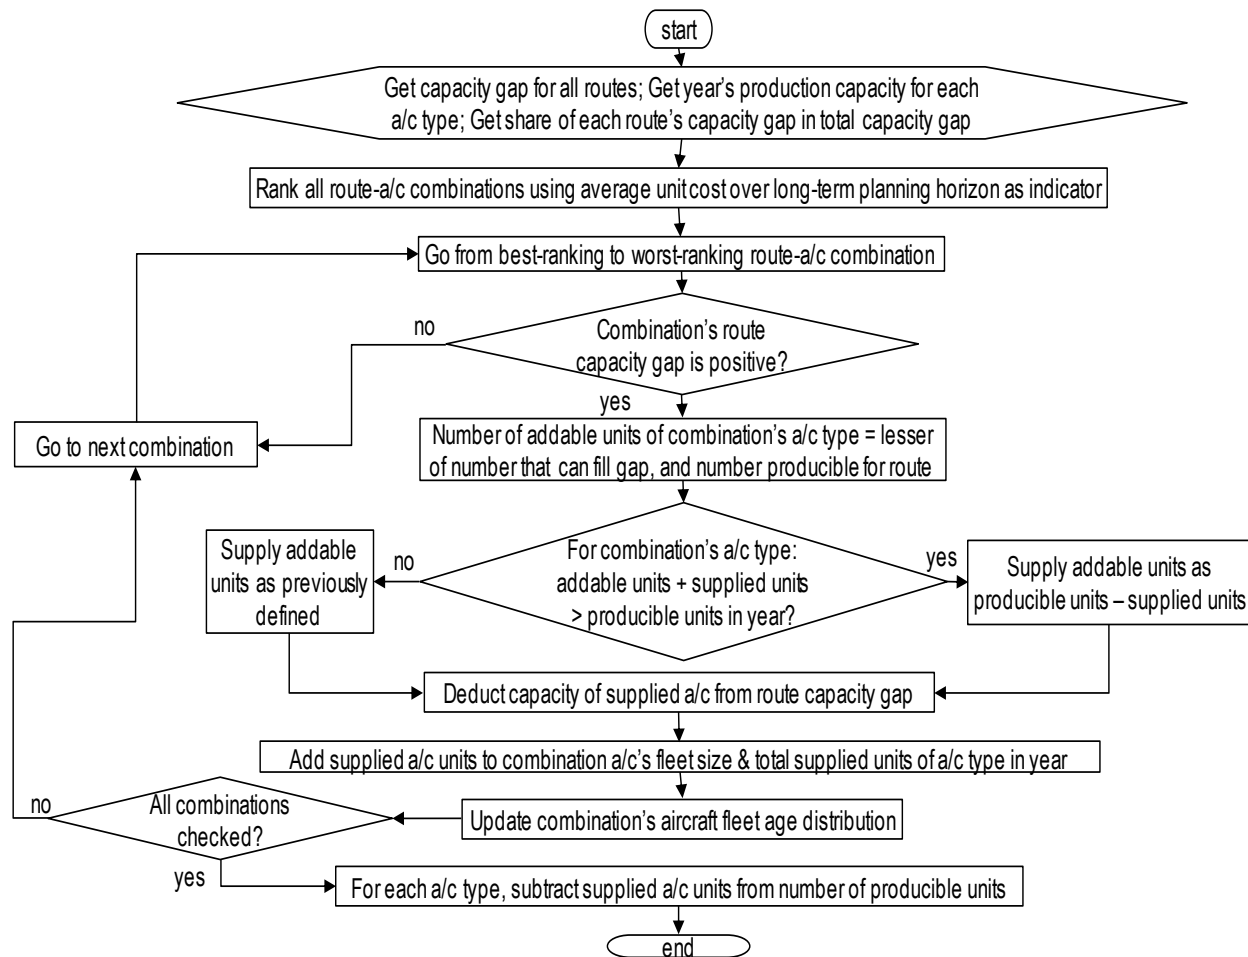 start
Get capacity gap for all routes; Get year's production capacity for each
a/c type; Get share of each route's capacity gap in total capacity gap
Rank all route-a/c combinations using average unit cost over long-term planning horizon as indicator
Go from best-ranking to worst-ranking route-a/c combination
no
Combination's route
capacity gap is positive?
yes
Go to next combination
Number of addable units of combination's a/c type = lesser
of number that can fill gap, and number producible for route
Supply addable
units as previously
defined
no
For combination's a/c type:
addable units + supplied units
> producible units in year?
yes
Supply addable units as
producible units – supplied units
Deduct capacity of supplied a/c from route capacity gap
Add supplied a/c units to combination a/c's fleet size & total supplied units of a/c type in year
no
All combinations
checked?
Update combination's aircraft fleet age distribution
yes
For each a/c type, subtract supplied a/c units from number of producible units
end